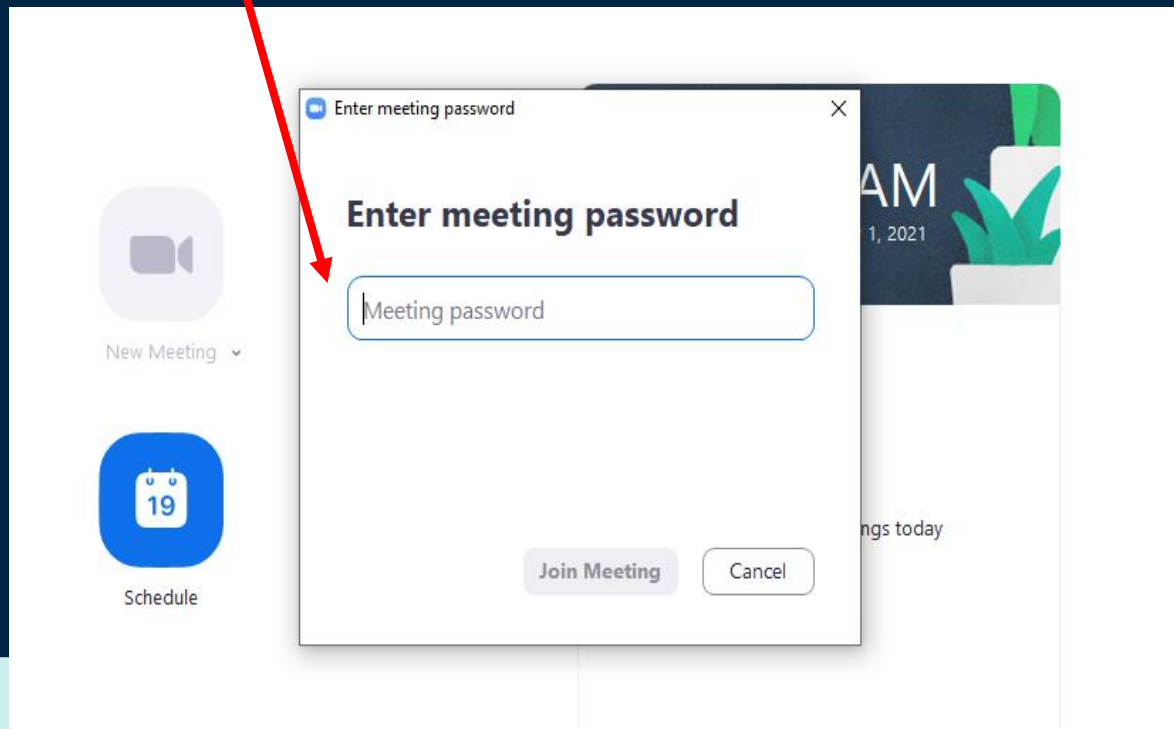 Enter meeting password
AM
1, 2021
Enter meeting password
Meeting password
New Meeting
19
today
Join Meeting
Cancel
Schedule